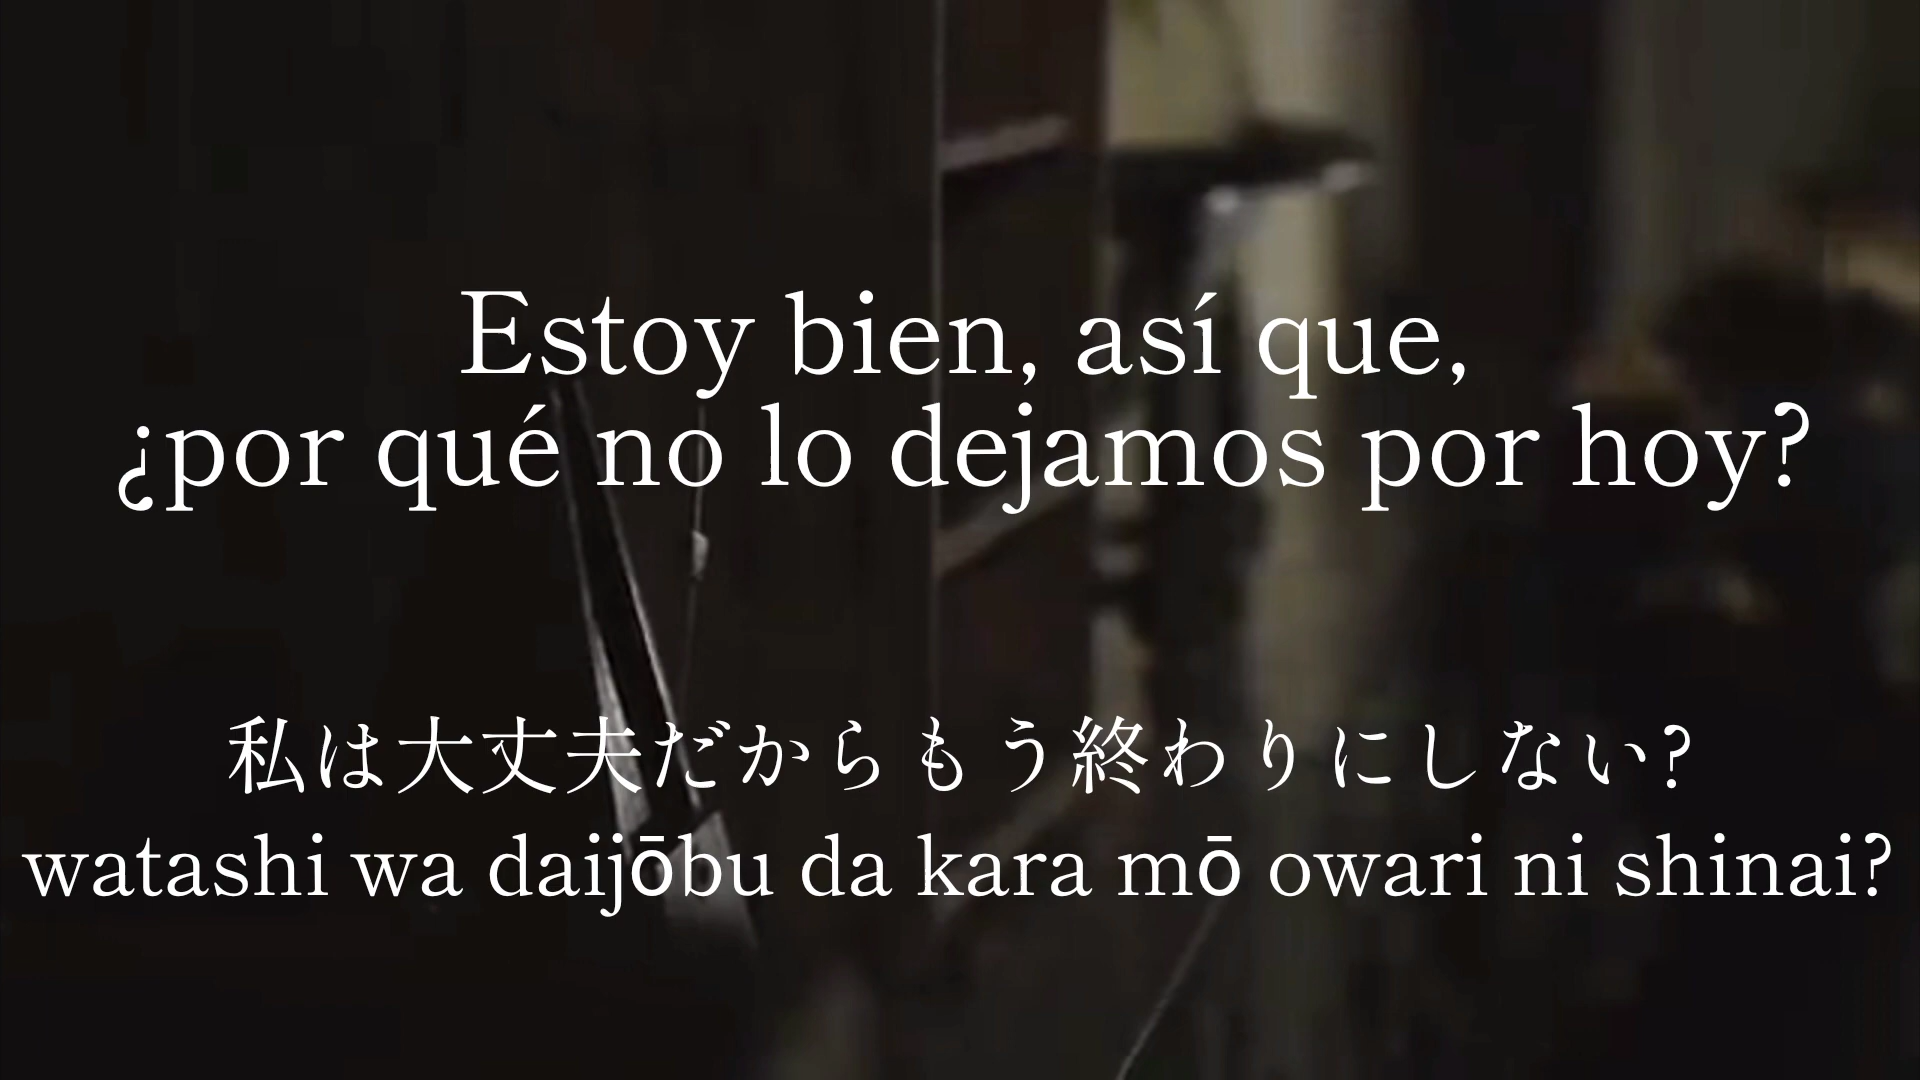 Estoy bien, así que,
¿por qué no lo dejamos por hoy?
私は大丈夫だからもう終わりにしない?
watashi wa daijōbu da kara mō owari ni shinai?